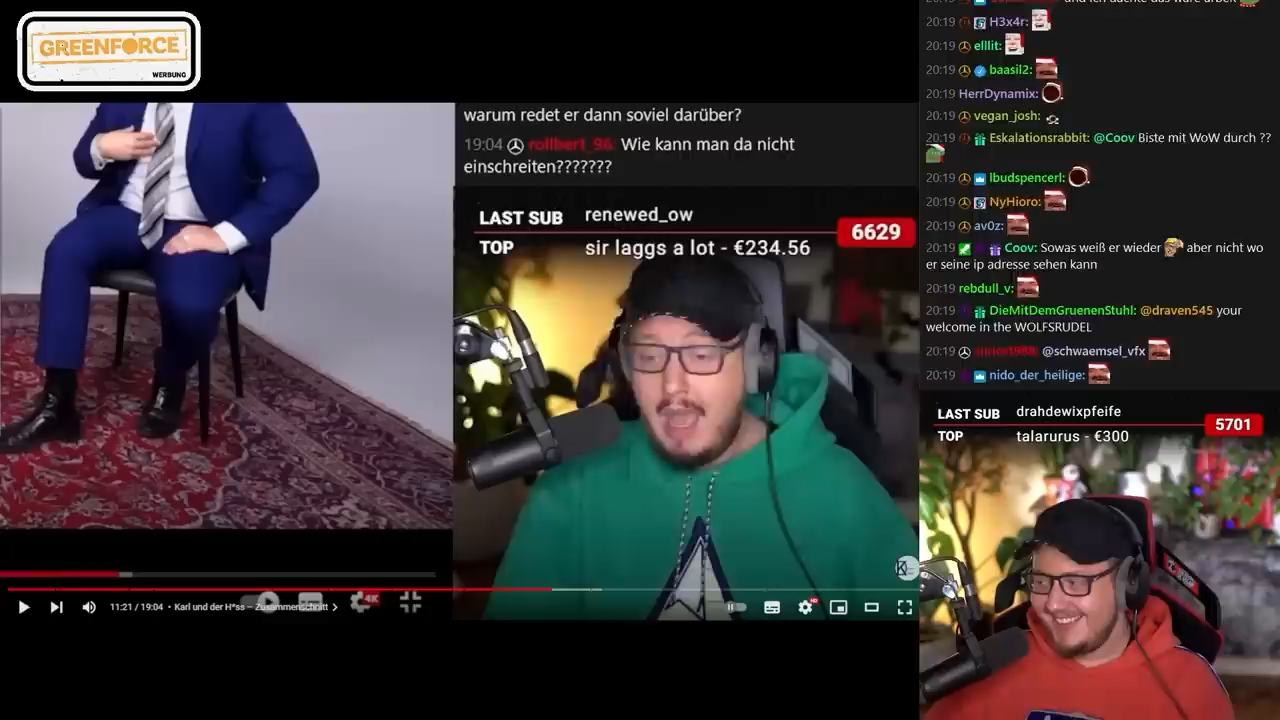 GREENFORCE
WERBUNG
warum redet er dann soviel darüber?
19:04 rollbert_96: Wie kann man da nicht
einschreiten???????
LAST SUB renewed_ow
6629
TOP sir laggs a lot - €234.56
11:21 / 19:04 • Karl und der H*ss – Zusammenschnitt
4K
HD
20:19 H3x4r:
20:19 elllit:
20:19 baasil2:
20:19 HerrDynamix:
20:19 vegan_josh:
20:19 Eskalationsrabbit: @Coov Biste mit WoW durch ??
20:19 lbudspencerl:
20:19 NyHioro:
20:19 av0z:
20:19 Coov: Sowas weiß er wieder aber nicht wo
er seine ip adresse sehen kann
20:19 rebdull_v:
20:19 DieMitDemGruenenStuhl: @draven545 your
welcome in the WOLFSRUDEL
20:19 @schwaemsel_vfx
20:19 nido_der_heilige:
LAST SUB drahdewixpfeife
5701
TOP talarurus - €300